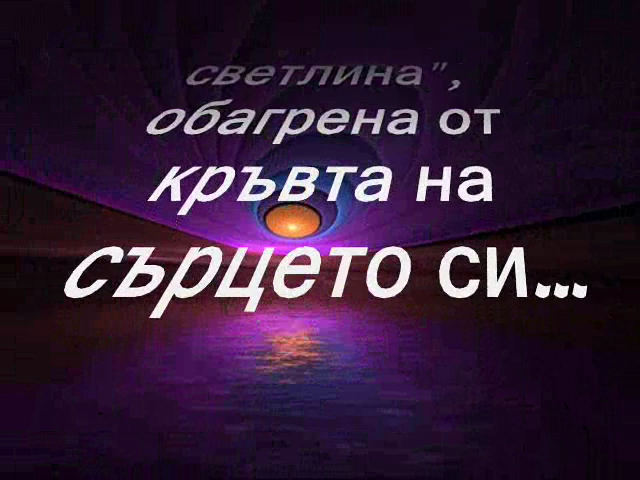 светлина",
обагрена от
кръвта на
сърцето си...